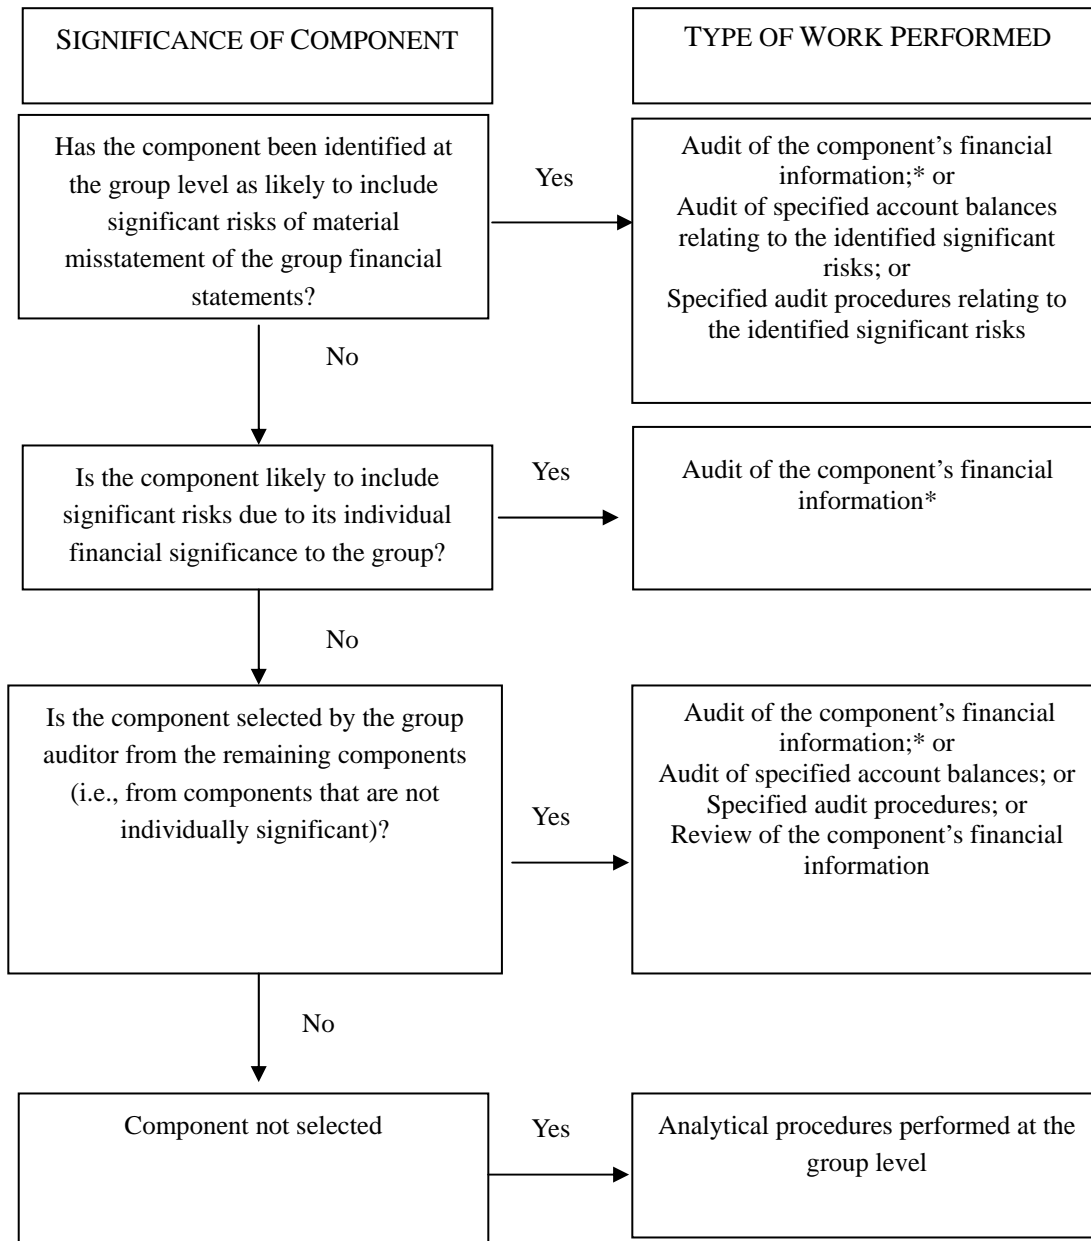 SIGNIFICANCE OF COMPONENT
TYPE OF WORK PERFORMED
Has the component been identified at
the group level as likely to include
significant risks of material
misstatement of the group financial
statements?
Yes
Audit of the component’s financial
information;* or
Audit of specified account balances
relating to the identified significant
risks; or
Specified audit procedures relating to
the identified significant risks
No
Is the component likely to include
significant risks due to its individual
financial significance to the group?
Yes
Audit of the component’s financial
information*
No
Is the component selected by the group
auditor from the remaining components
(i.e., from components that are not
individually significant)?
Yes
Audit of the component’s financial
information;* or
Audit of specified account balances; or
Specified audit procedures; or
Review of the component’s financial
information
No
Component not selected
Yes
Analytical procedures performed at the
group level